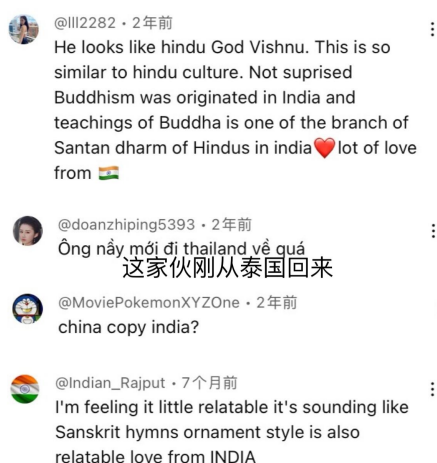 @lll2282 • 2年前
He looks like hindu God Vishnu. This is so
similar to hindu culture. Not suprised
Buddhism was originated in India and
teachings of Buddha is one of the branch of
Santan dharm of Hindus in india❤️lot of love
from 🇮🇳
@doanzhiping5393 • 2年前
Ông nầy mới đi thailand về quá
这家伙刚从泰国回来
@MoviePokemonXYZOne • 2年前
china copy india?
@Indian_Rajput • 7个月前
I'm feeling it little relatable it's sounding like
Sanskrit hymns ornament style is also
relatable love from INDIA